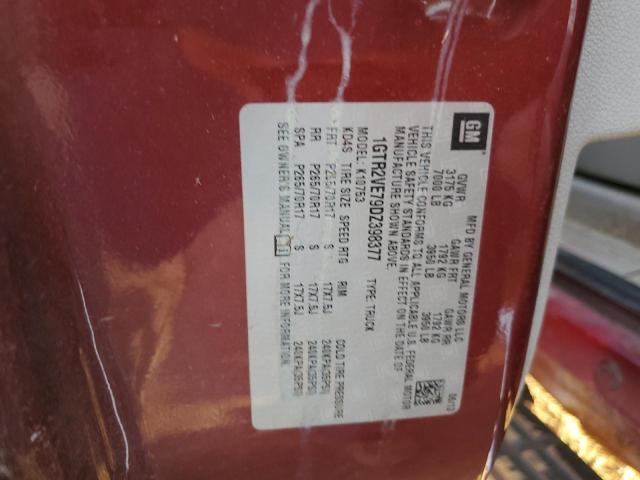 GM
MFD BY GENERAL MOTORS LLC 06/13
GVWR GAWR FRT GAWR RR
3175 KG 1792 KG 1792 KG
7000 LB 3950 LB 3950 LB
THIS VEHICLE CONFORMS TO ALL APPLICABLE U.S. FEDERAL MOTOR
VEHICLE SAFETY STANDARDS IN EFFECT ON THE DATE OF
MANUFACTURE SHOWN ABOVE.
1GTR2VE79DZ398377 TYPE: TRUCK
MODEL: K10753
KD4S TIRE SIZE SPEED RTG RIM COLD TIRE PRESSURE
FRT P265/70R17 S 17X7.5J 240KPA(35PSI)
RR P265/70R17 S 17X7.5J 240KPA(35PSI)
SPA P265/70R17 S 17X7.5J 240KPA(35PSI)
SEE OWNER'S MANUAL FOR MORE INFORMATION.